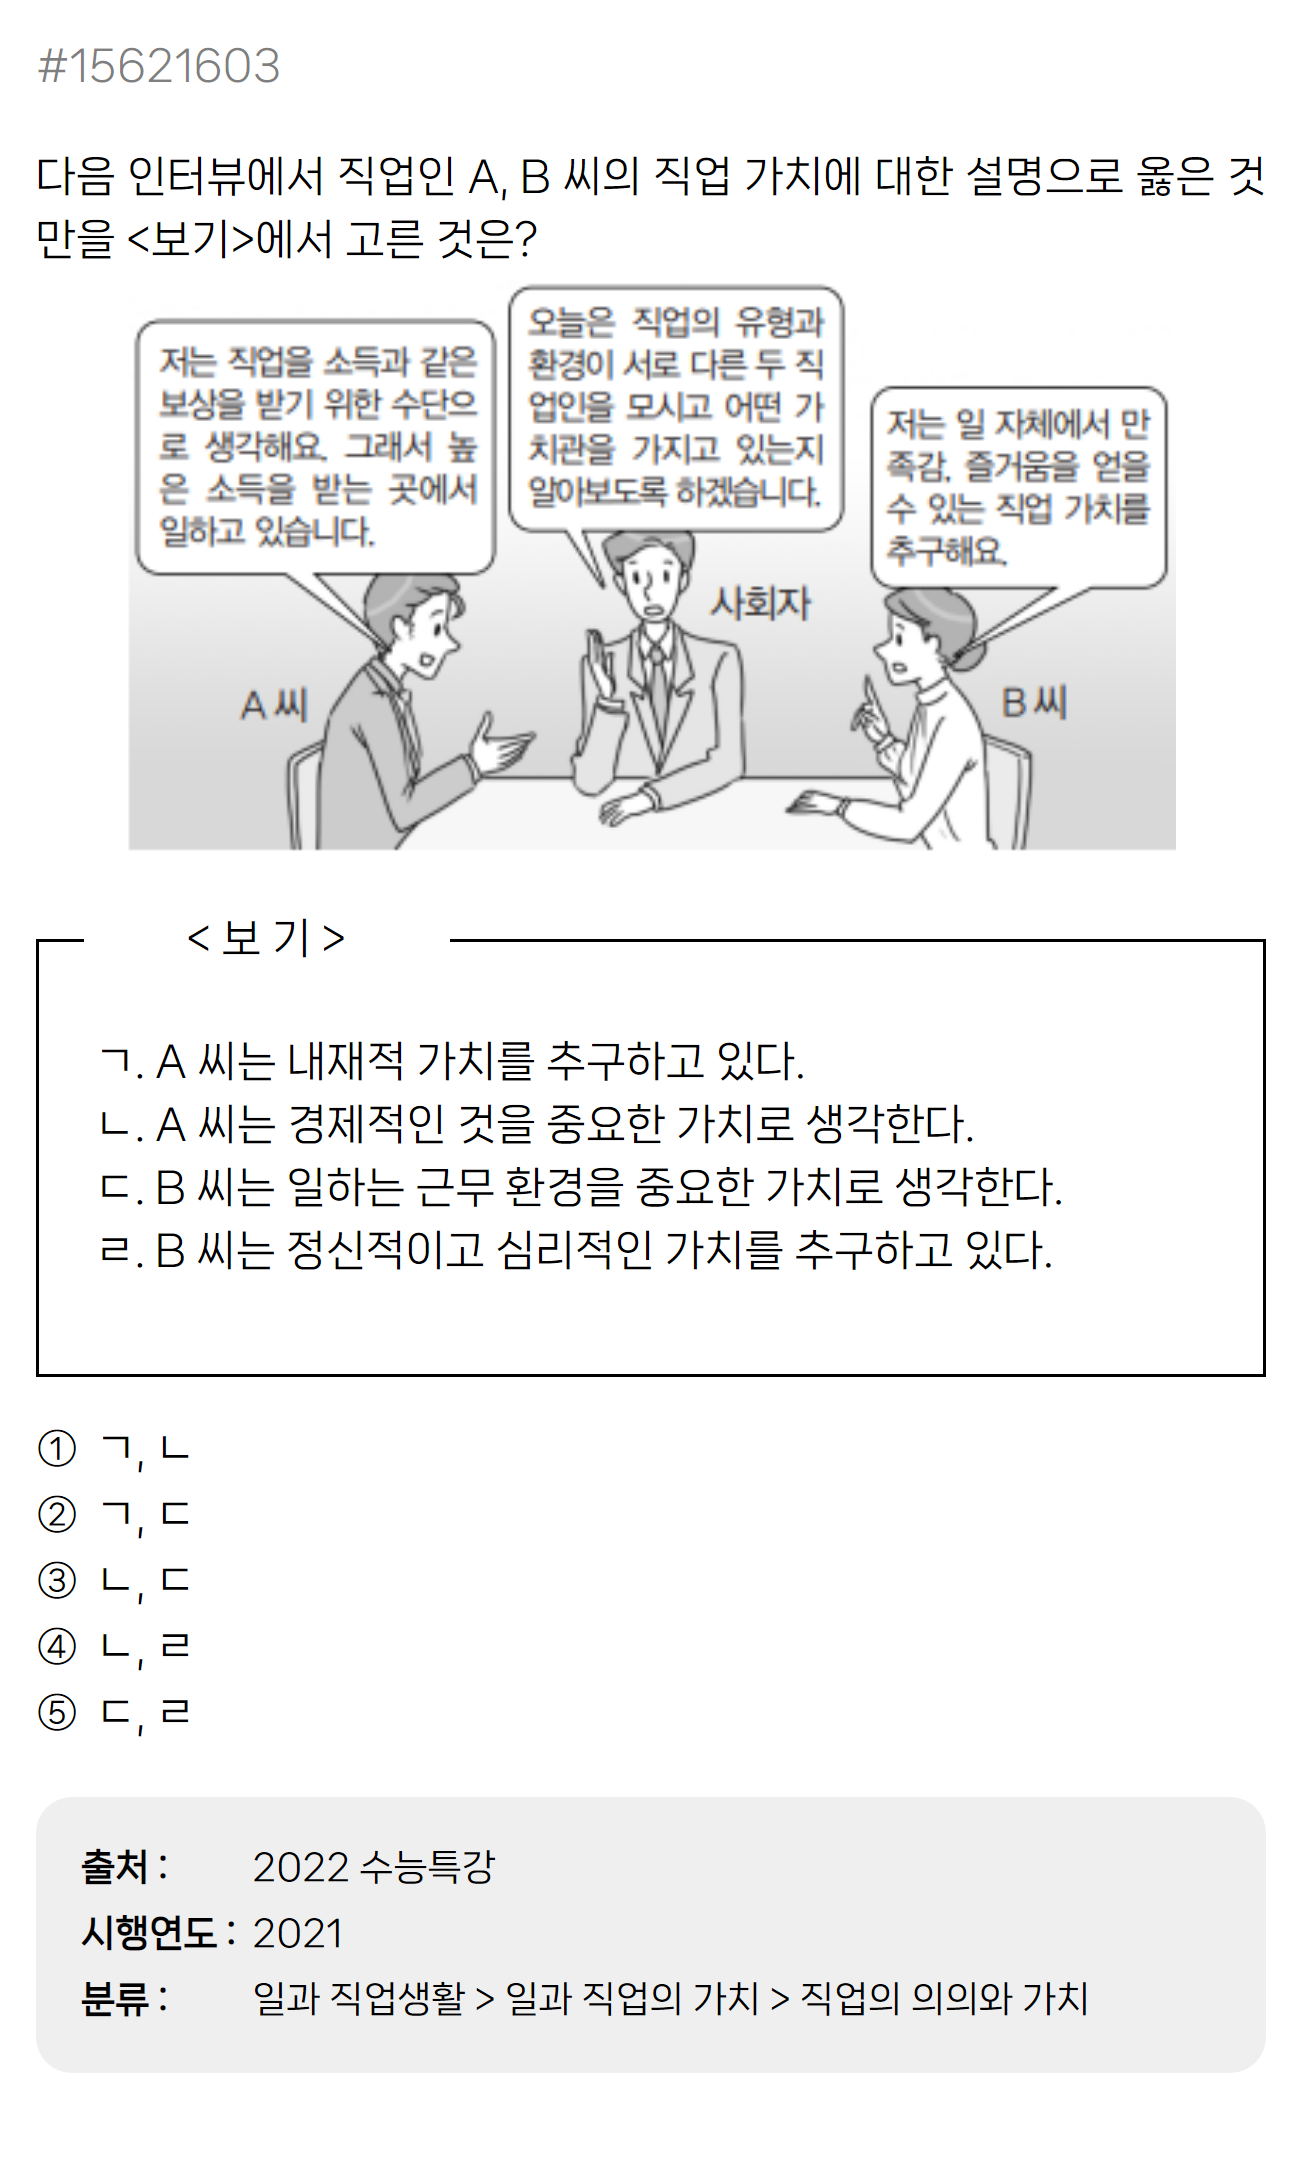 #15621603
다음 인터뷰에서 직업인 A, B 씨의 직업 가치에 대한 설명으로 옳은 것
만을 <보기>에서 고른 것은?
저는 직업을 소득과 같은
보상을 받기 위한 수단으
로 생각해요. 그래서 높
은 소득을 받는 곳에서
일하고 있습니다.
오늘은 직업의 유형과
환경이 서로 다른 두 직
업인을 모시고 어떤 가
치관을 가지고 있는지
알아보도록 하겠습니다.
저는 일 자체에서 만
족감, 즐거움을 얻을
수 있는 직업 가치를
추구해요.
사회자
A 씨
B 씨
< 보 기 >
ㄱ. A 씨는 내재적 가치를 추구하고 있다.
ㄴ. A 씨는 경제적인 것을 중요한 가치로 생각한다.
ㄷ. B 씨는 일하는 근무 환경을 중요한 가치로 생각한다.
ㄹ. B 씨는 정신적이고 심리적인 가치를 추구하고 있다.
① ㄱ, ㄴ
② ㄱ, ㄷ
③ ㄴ, ㄷ
④ ㄴ, ㄹ
⑤ ㄷ, ㄹ
출처 : 2022 수능특강
시행연도 : 2021
분류 : 일과 직업생활 > 일과 직업의 가치 > 직업의 의의와 가치